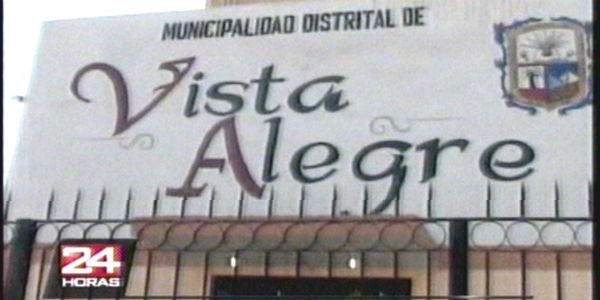 MUNICIPALIDAD DISTRITAL DE
Vista
Alegre
24
HORAS